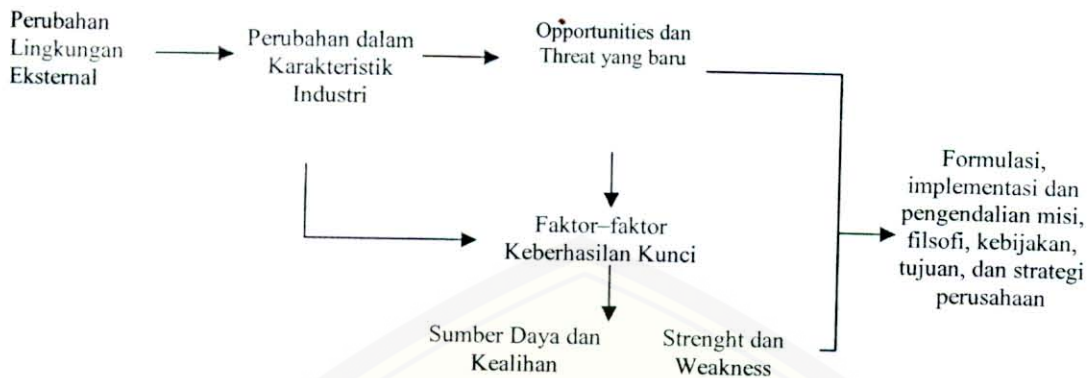 Perubahan
Lingkungan
Eksternal
Perubahan dalam
Karakteristik
Industri
Opportunities dan
Threat yang baru
Faktor–faktor
Keberhasilan Kunci
Sumber Daya dan
Kealihan
Strenght dan
Weakness
Formulasi,
implementasi dan
pengendalian misi,
filsofi, kebijakan,
tujuan, dan strategi
perusahaan